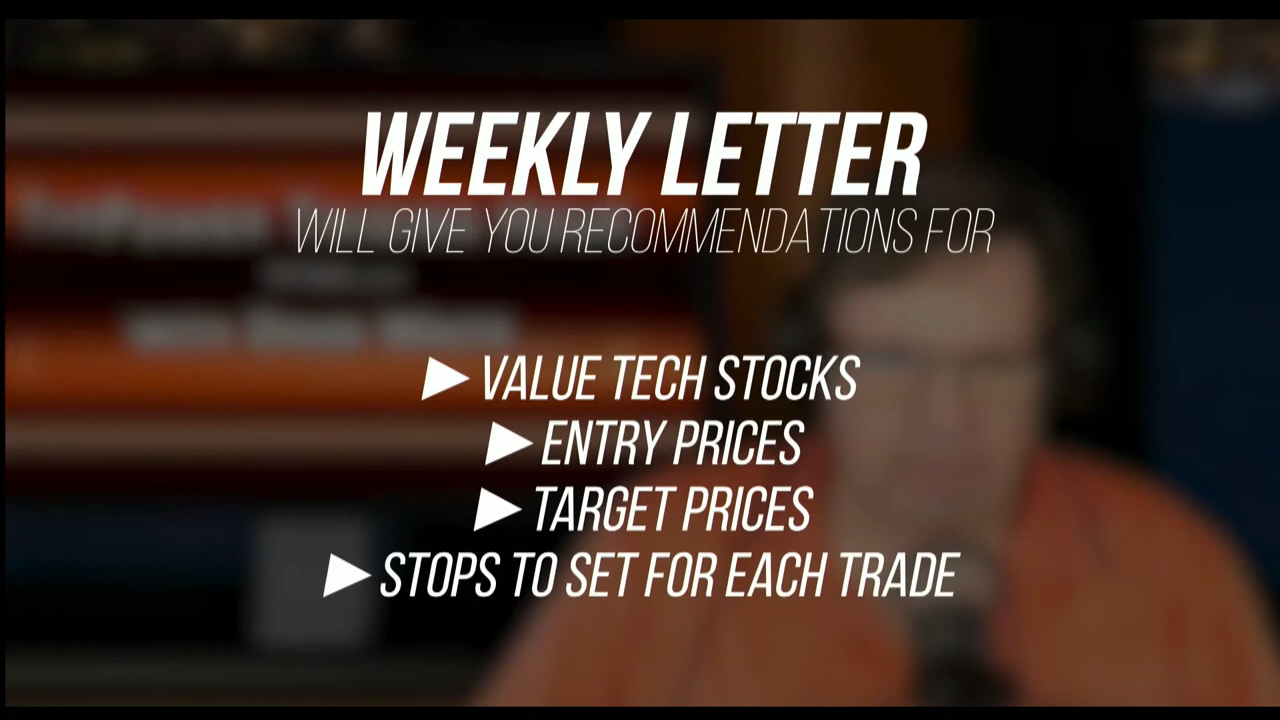 WEEKLY LETTER
WILL GIVE YOU RECOMMENDATIONS FOR
► VALUE TECH STOCKS
► ENTRY PRICES
► TARGET PRICES
► STOPS TO SET FOR EACH TRADE